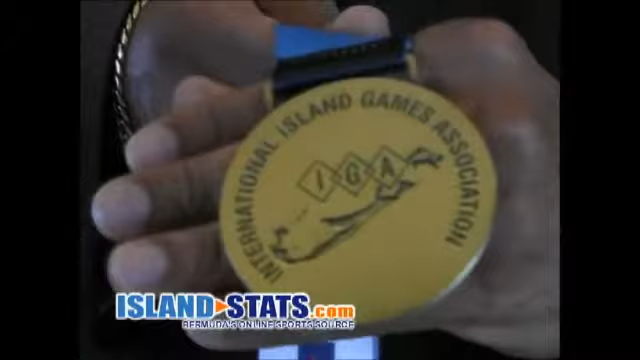 INTERNATIONAL ISLAND GAMES ASSOCIATION
I G A
ISLAND STATS.com
BERMUDA'S ONLINE SPORTS SOURCE